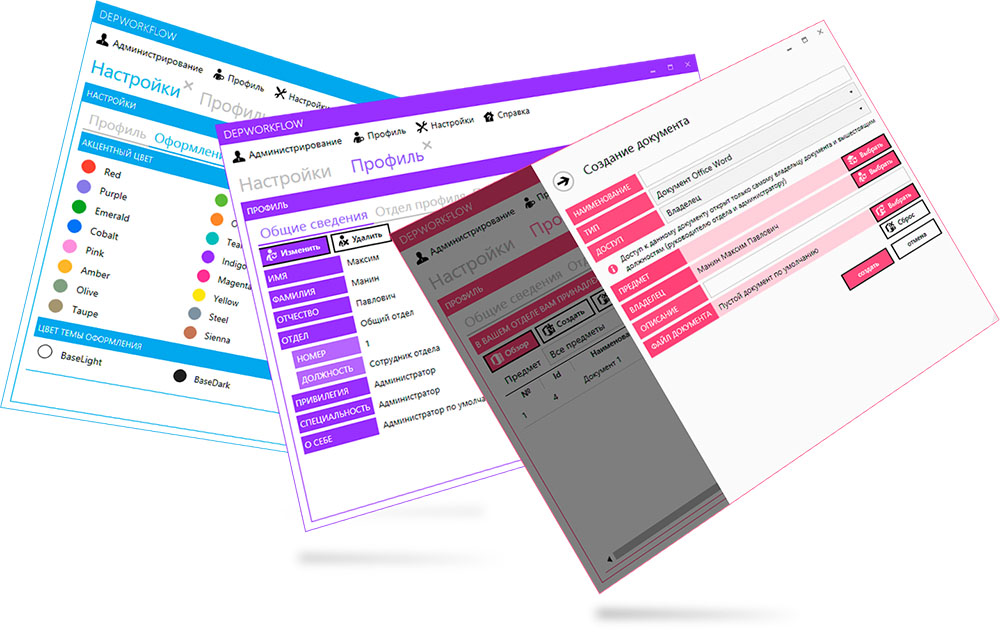 DEPWORKFLOW
Администрирование
Профиль
Настройки
Профиль
НАСТРОЙКИ
Профиль
АКЦЕНТНЫЙ ЦВЕТ
Red
Purple
Emerald
Cobalt
Pink
Amber
Olive
Taupe
Indigo
Yellow
Steel
Sienna
ЦВЕТ ТЕМЫ ОФОРМЛЕНИЯ
BaseLight
BaseDark
DEPWORKFLOW
Администрирование
Профиль
Настройки
Справка
Настройки
Профиль
ПРОФИЛЬ
Общие сведения
Отдел профиля
Изменить
Удалить
ИМЯ
Максим
ФАМИЛИЯ
Манин
ОТЧЕСТВО
Павлович
ОТДЕЛ
Общий отдел
НОМЕР
1
ДОЛЖНОСТЬ
Сотрудник отдела
ПРИВИЛЕГИЯ
Администратор
СПЕЦИАЛЬНОСТЬ
Администратор
О СЕБЕ
Администратор по умолча
DEPWORKFLOW
Администрирование
Настройки
ПРОФИЛЬ
Общие сведения
В ВАШЕМ ОТДЕЛЕ ВАМ ПРИНАДЛЕ
Обзор
Создать
Предмет
Все предметы
№
Id
Наименова
1
4
Документ 1
Создание документа
НАИМЕНОВАНИЕ
ТИП
Документ Office Word
ДОСТУП
Владелец
Доступ к данному документу открыт только самому владельцу документа и вышестоящим
должностям (руководителю отдела и администратору)
ПРЕДМЕТ
Выбрать
ВЛАДЕЛЕЦ
Манин Максим Павлович
Выбрать
ОПИСАНИЕ
ФАЙЛ ДОКУМЕНТА
Пустой документ по умолчанию
Выбрать
Сброс
создать
отмена